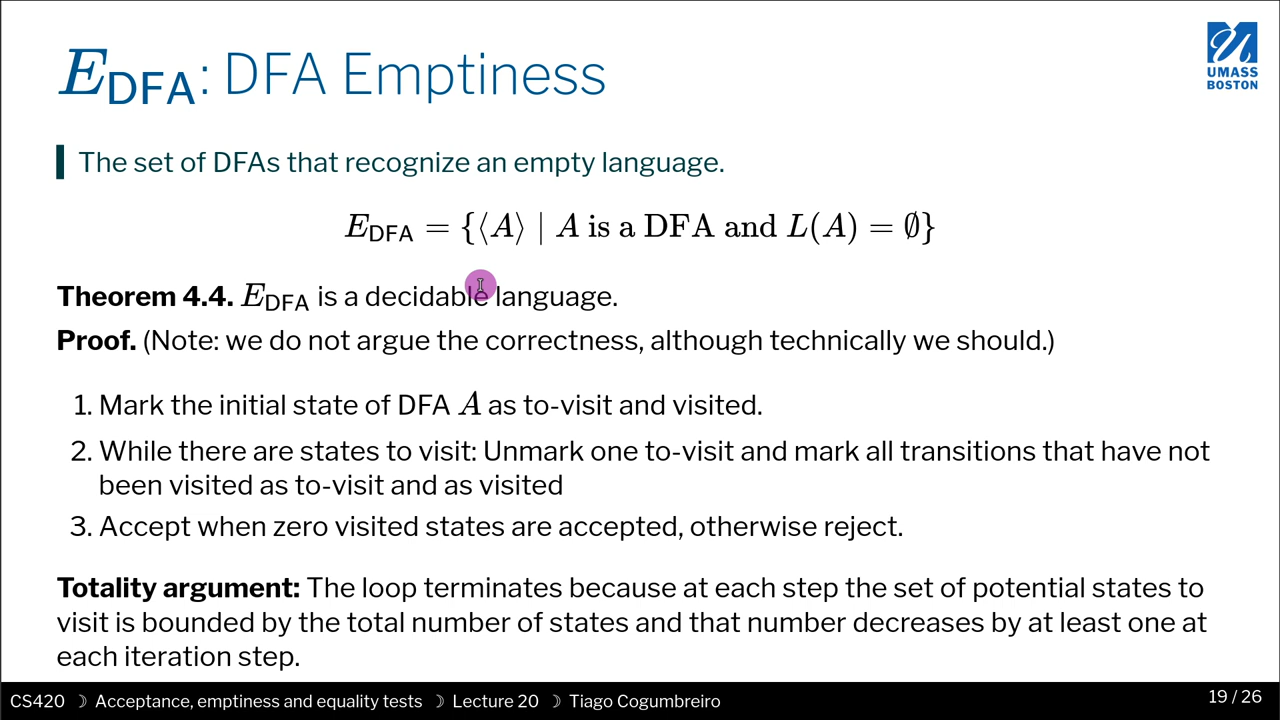 E_DFA: DFA Emptiness
UMASS
BOSTON
The set of DFAs that recognize an empty language.
E_DFA = {⟨A⟩ | A is a DFA and L(A) = ∅}
Theorem 4.4. E_DFA is a decidable language.
Proof. (Note: we do not argue the correctness, although technically we should.)
1. Mark the initial state of DFA A as to-visit and visited.
2. While there are states to visit: Unmark one to-visit and mark all transitions that have not
been visited as to-visit and as visited
3. Accept when zero visited states are accepted, otherwise reject.
Totality argument: The loop terminates because at each step the set of potential states to
visit is bounded by the total number of states and that number decreases by at least one at
each iteration step.
CS420 ☽ Acceptance, emptiness and equality tests ☽ Lecture 20 ☽ Tiago Cogumbreiro
19 / 26